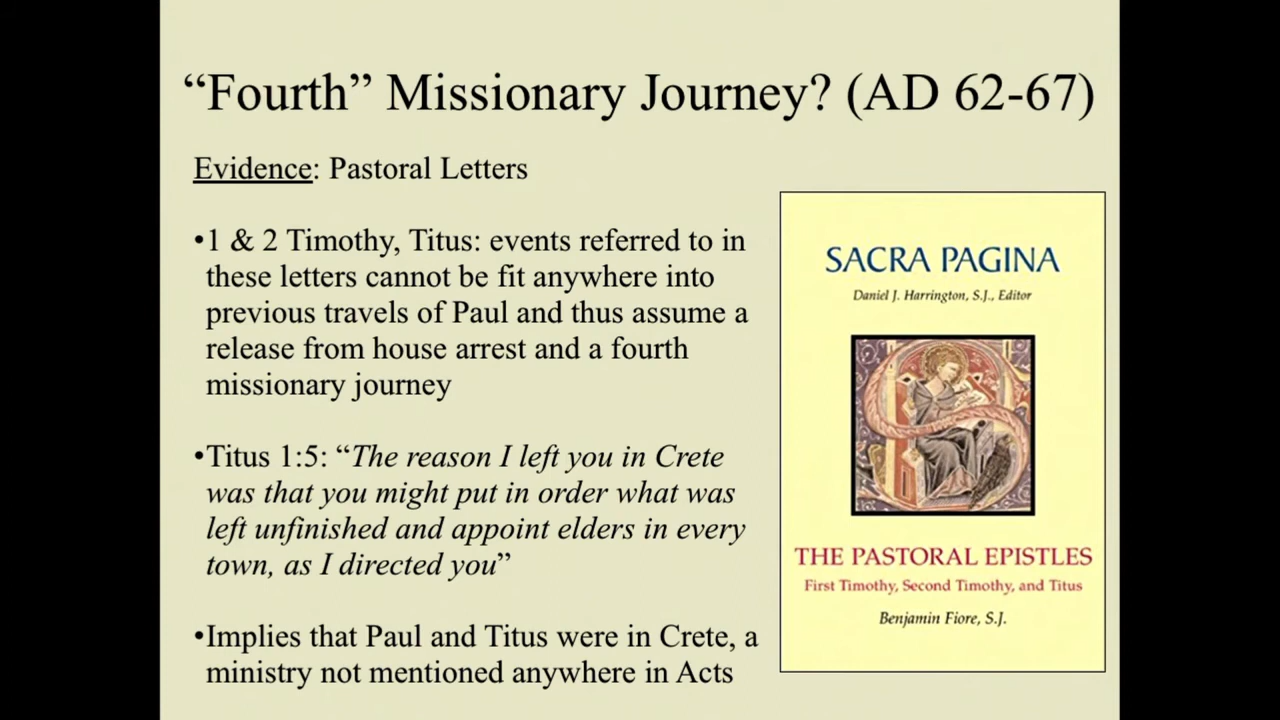 “Fourth” Missionary Journey? (AD 62-67)
Evidence: Pastoral Letters
•1 & 2 Timothy, Titus: events referred to in
these letters cannot be fit anywhere into
previous travels of Paul and thus assume a
release from house arrest and a fourth
missionary journey
•Titus 1:5: “The reason I left you in Crete
was that you might put in order what was
left unfinished and appoint elders in every
town, as I directed you”
•Implies that Paul and Titus were in Crete, a
ministry not mentioned anywhere in Acts
SACRA PAGINA
Daniel J. Harrington, S.J., Editor
THE PASTORAL EPISTLES
First Timothy, Second Timothy, and Titus
Benjamin Fiore, S.J.